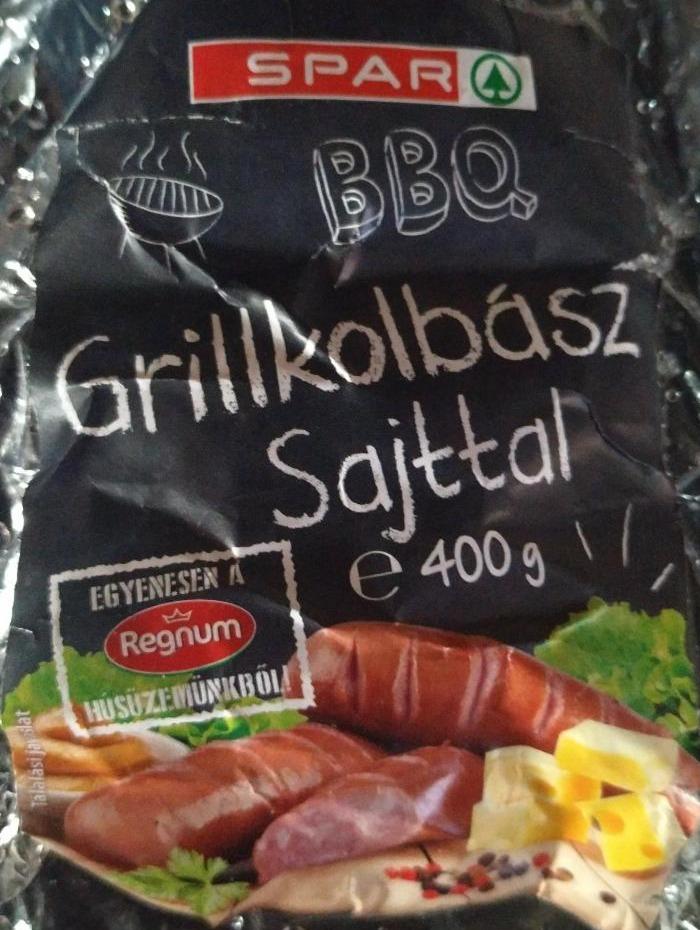 SPAR
BBQ
Grillkolbász
Sajttal
℮ 400 g
EGYENESEN A
Regnum
HÚSÜZEMÜNKBŐL!